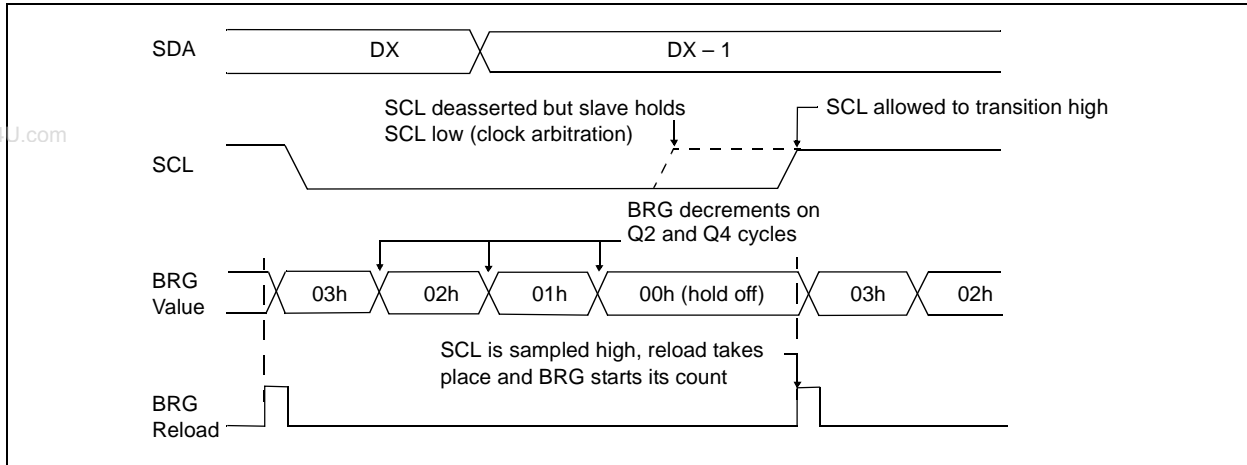 SDA
DX
DX – 1
SCL deasserted but slave holds
SCL low (clock arbitration)
SCL allowed to transition high
4U.com
SCL
BRG decrements on
Q2 and Q4 cycles
BRG
Value
03h
02h
01h
00h (hold off)
03h
02h
SCL is sampled high, reload takes
place and BRG starts its count
BRG
Reload